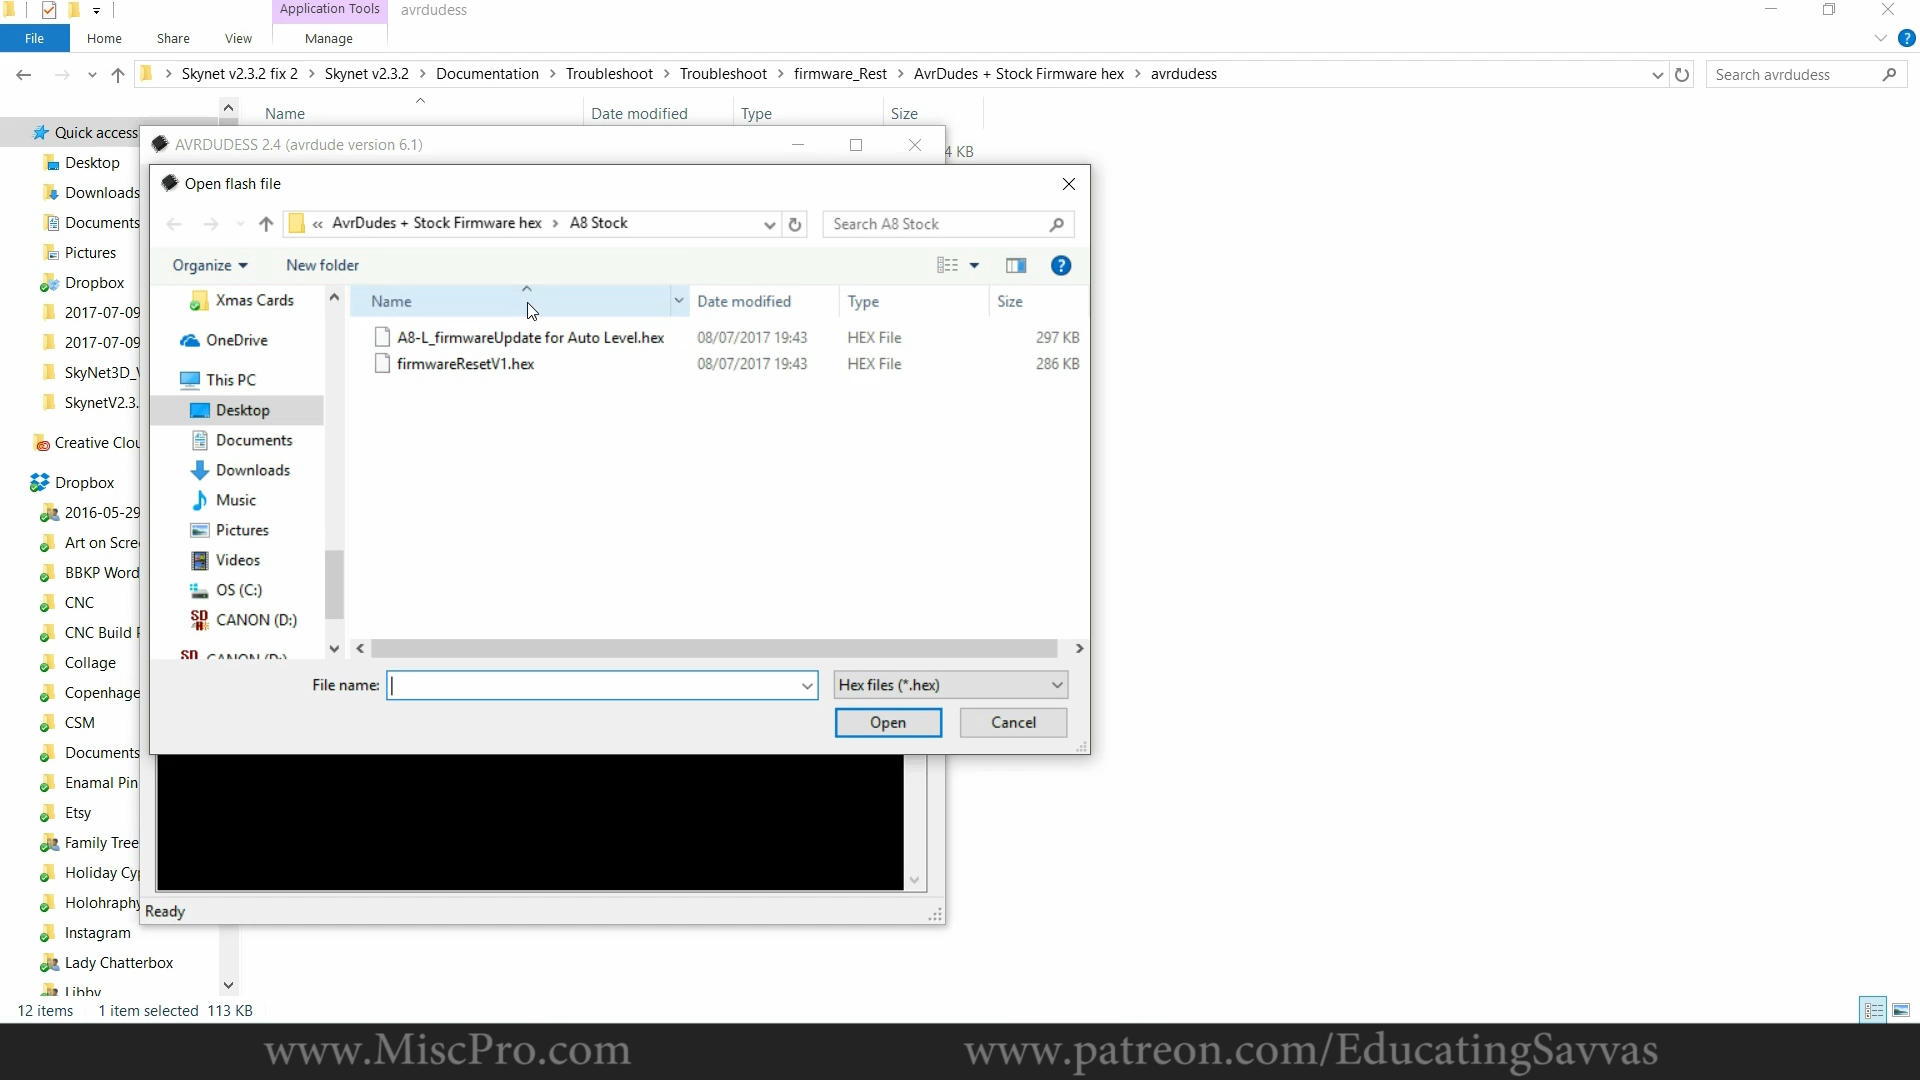 Application Tools
avrdudess
File
Home
Share
View
Manage
Skynet v2.3.2 fix 2 > Skynet v2.3.2 > Documentation > Troubleshoot > Troubleshoot > firmware_Rest > AvrDudes + Stock Firmware hex > avrdudess
Search avrdudess
Name
Date modified
Type
Size
4 KB
Quick access
Desktop
Downloads
Documents
Pictures
Dropbox
2017-07-09
2017-07-09
SkyNet3D_
SkynetV2.3.
Creative Clou
Dropbox
2016-05-29
Art on Scre
BBKP Word
CNC
CNC Build
Collage
Copenhage
CSM
Documents
Enamal Pin
Etsy
Family Tree
Holiday Cy
Holohraphy
Instagram
Lady Chatterbox
Libby
AVRDUDESS 2.4 (avrdude version 6.1)
Open flash file
« AvrDudes + Stock Firmware hex > A8 Stock
Search A8 Stock
Organize
New folder
Xmas Cards
OneDrive
This PC
Desktop
Documents
Downloads
Music
Pictures
Videos
OS (C:)
CANON (D:)
CANON (D:)
Name
Date modified
Type
Size
A8-L_firmwareUpdate for Auto Level.hex 08/07/2017 19:43 HEX File 297 KB
firmwareResetV1.hex 08/07/2017 19:43 HEX File 286 KB
File name:
Hex files (*.hex)
Open
Cancel
Ready
12 items 1 item selected 113 KB
www.MiscPro.com
www.patreon.com/EducatingSavvas